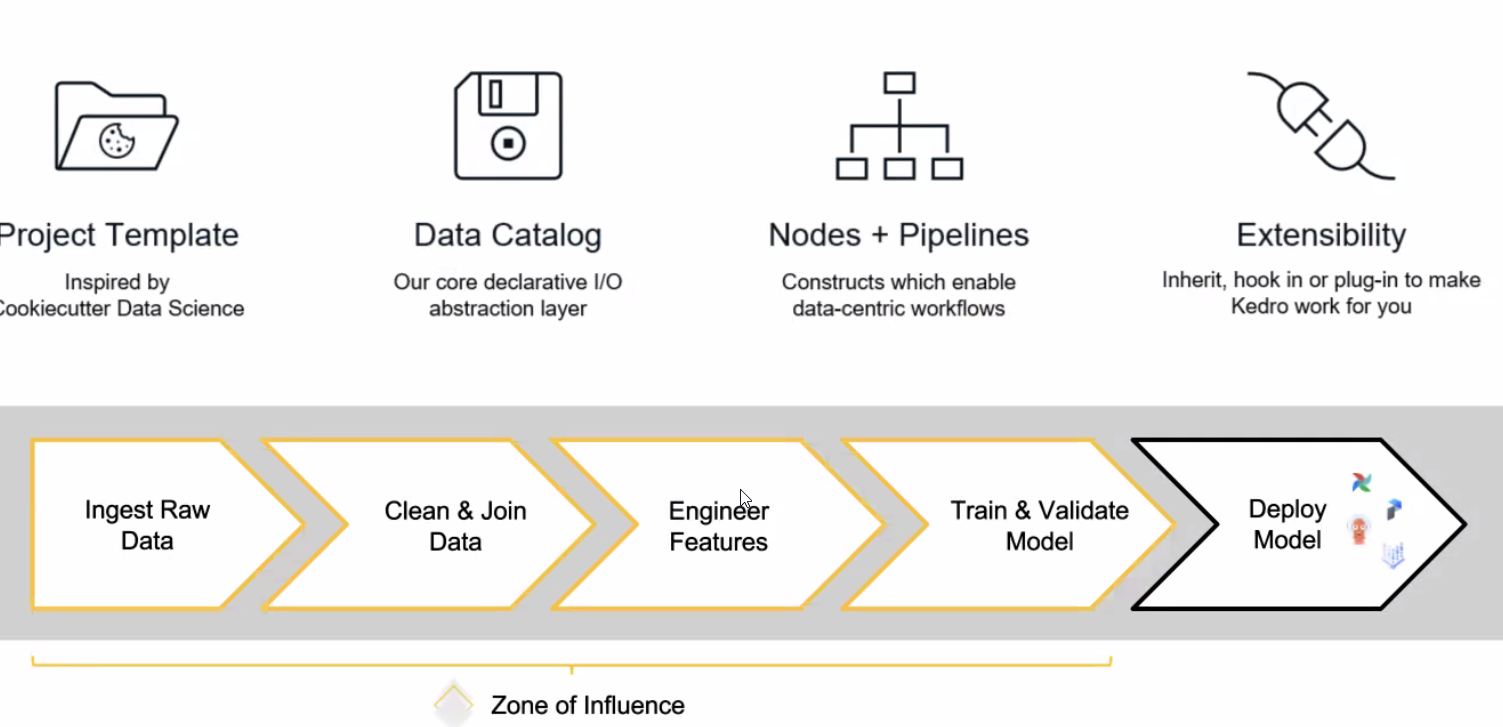 Project Template
Inspired by
Cookiecutter Data Science
Data Catalog
Our core declarative I/O
abstraction layer
Nodes + Pipelines
Constructs which enable
data-centric workflows
Extensibility
Inherit, hook in or plug-in to make
Kedro work for you
Ingest Raw
Data
Clean & Join
Data
Engineer
Features
Train & Validate
Model
Deploy
Model
Zone of Influence